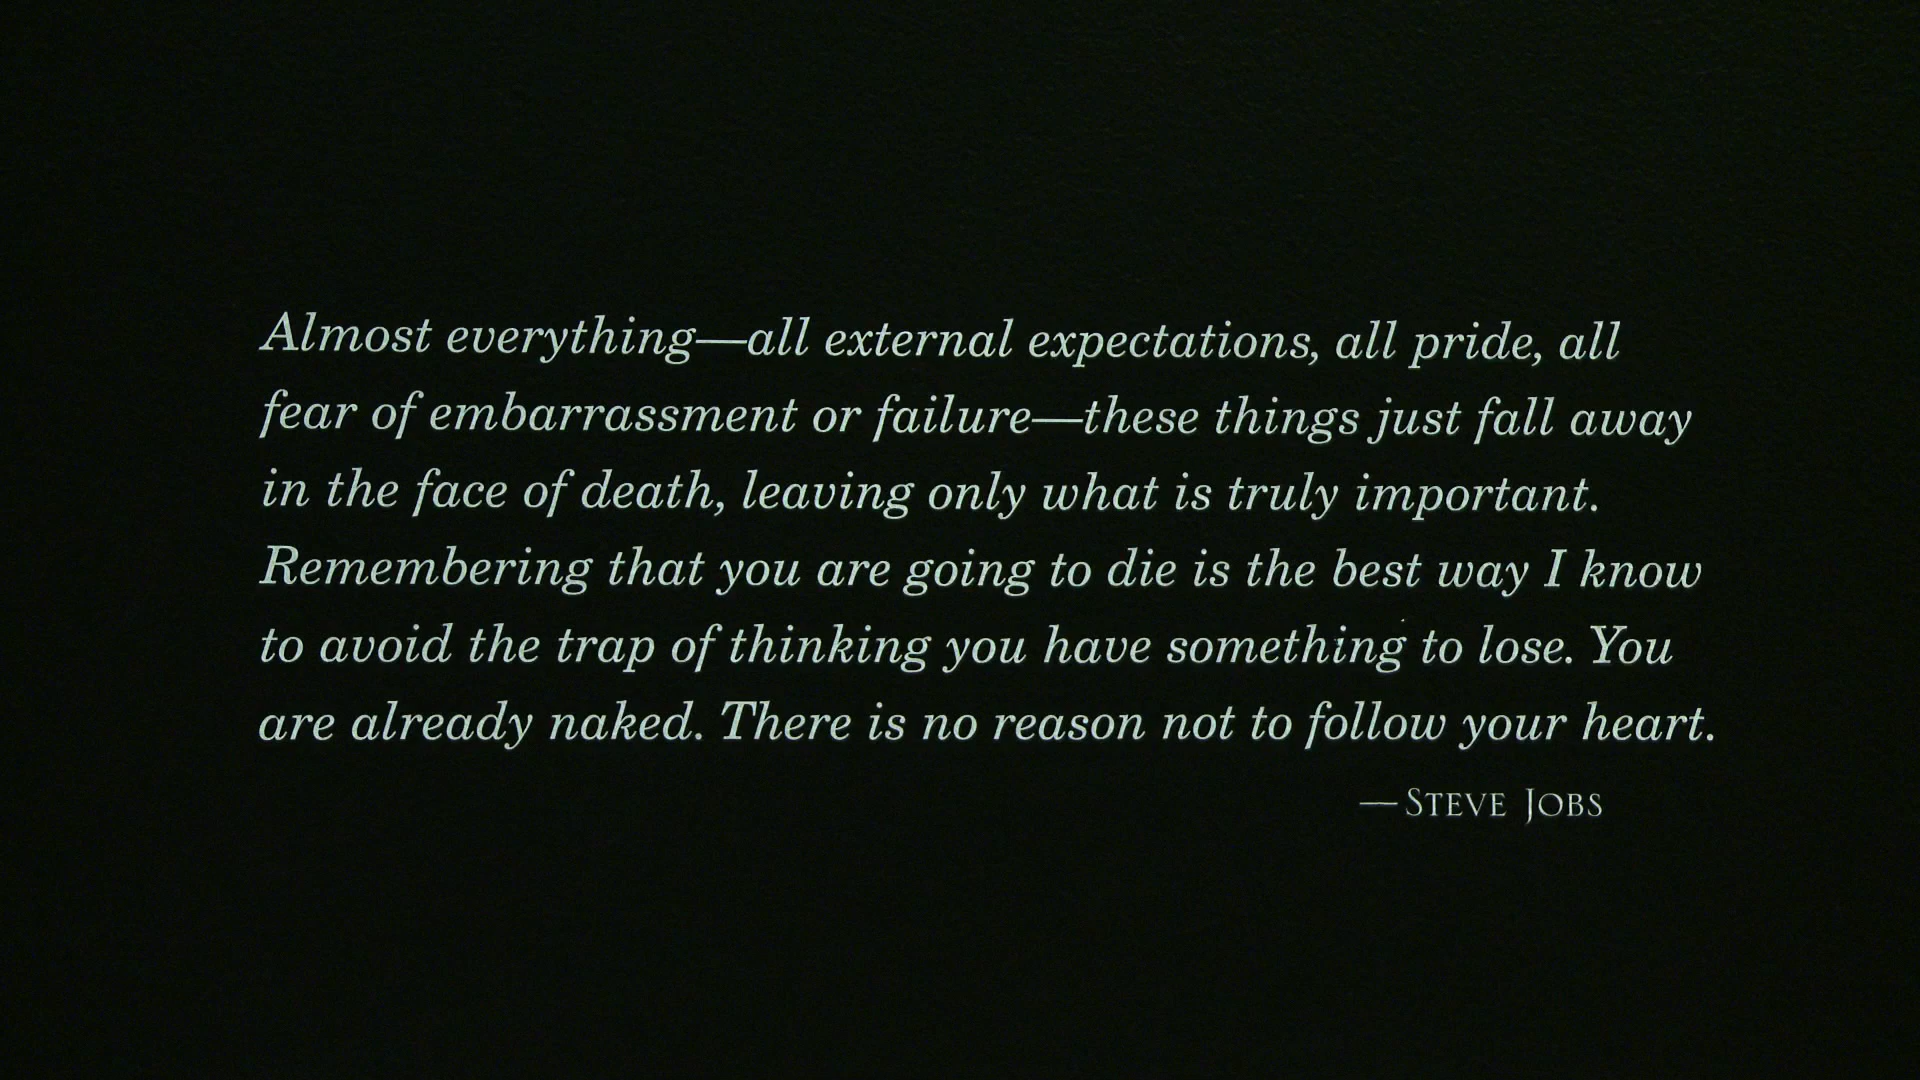 Almost everything—all external expectations, all pride, all
fear of embarrassment or failure—these things just fall away
in the face of death, leaving only what is truly important.
Remembering that you are going to die is the best way I know
to avoid the trap of thinking you have something to lose. You
are already naked. There is no reason not to follow your heart.
—STEVE JOBS